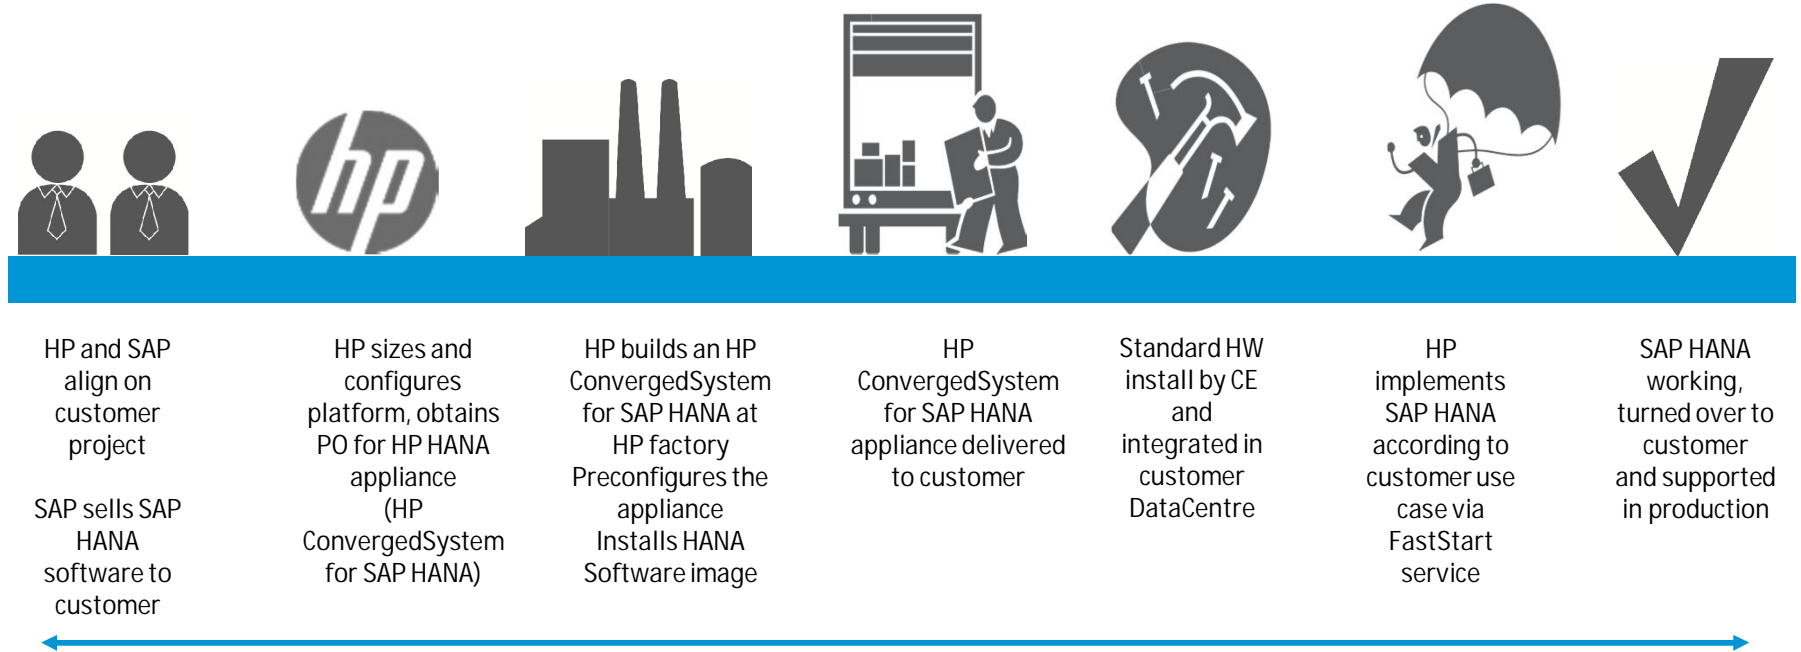 hp
HP and SAP
align on
customer
project
SAP sells SAP
HANA
software to
customer
HP sizes and
configures
platform, obtains
PO for HP HANA
appliance
(HP
ConvergedSystem
for SAP HANA)
HP builds an HP
ConvergedSystem
for SAP HANA at
HP factory
Preconfigures the
appliance
Installs HANA
Software image
HP
ConvergedSystem
for SAP HANA
appliance delivered
to customer
Standard HW
install by CE
and
integrated in
customer
DataCentre
HP
implements
SAP HANA
according to
customer use
case via
FastStart
service
SAP HANA
working,
turned over to
customer
and supported
in production